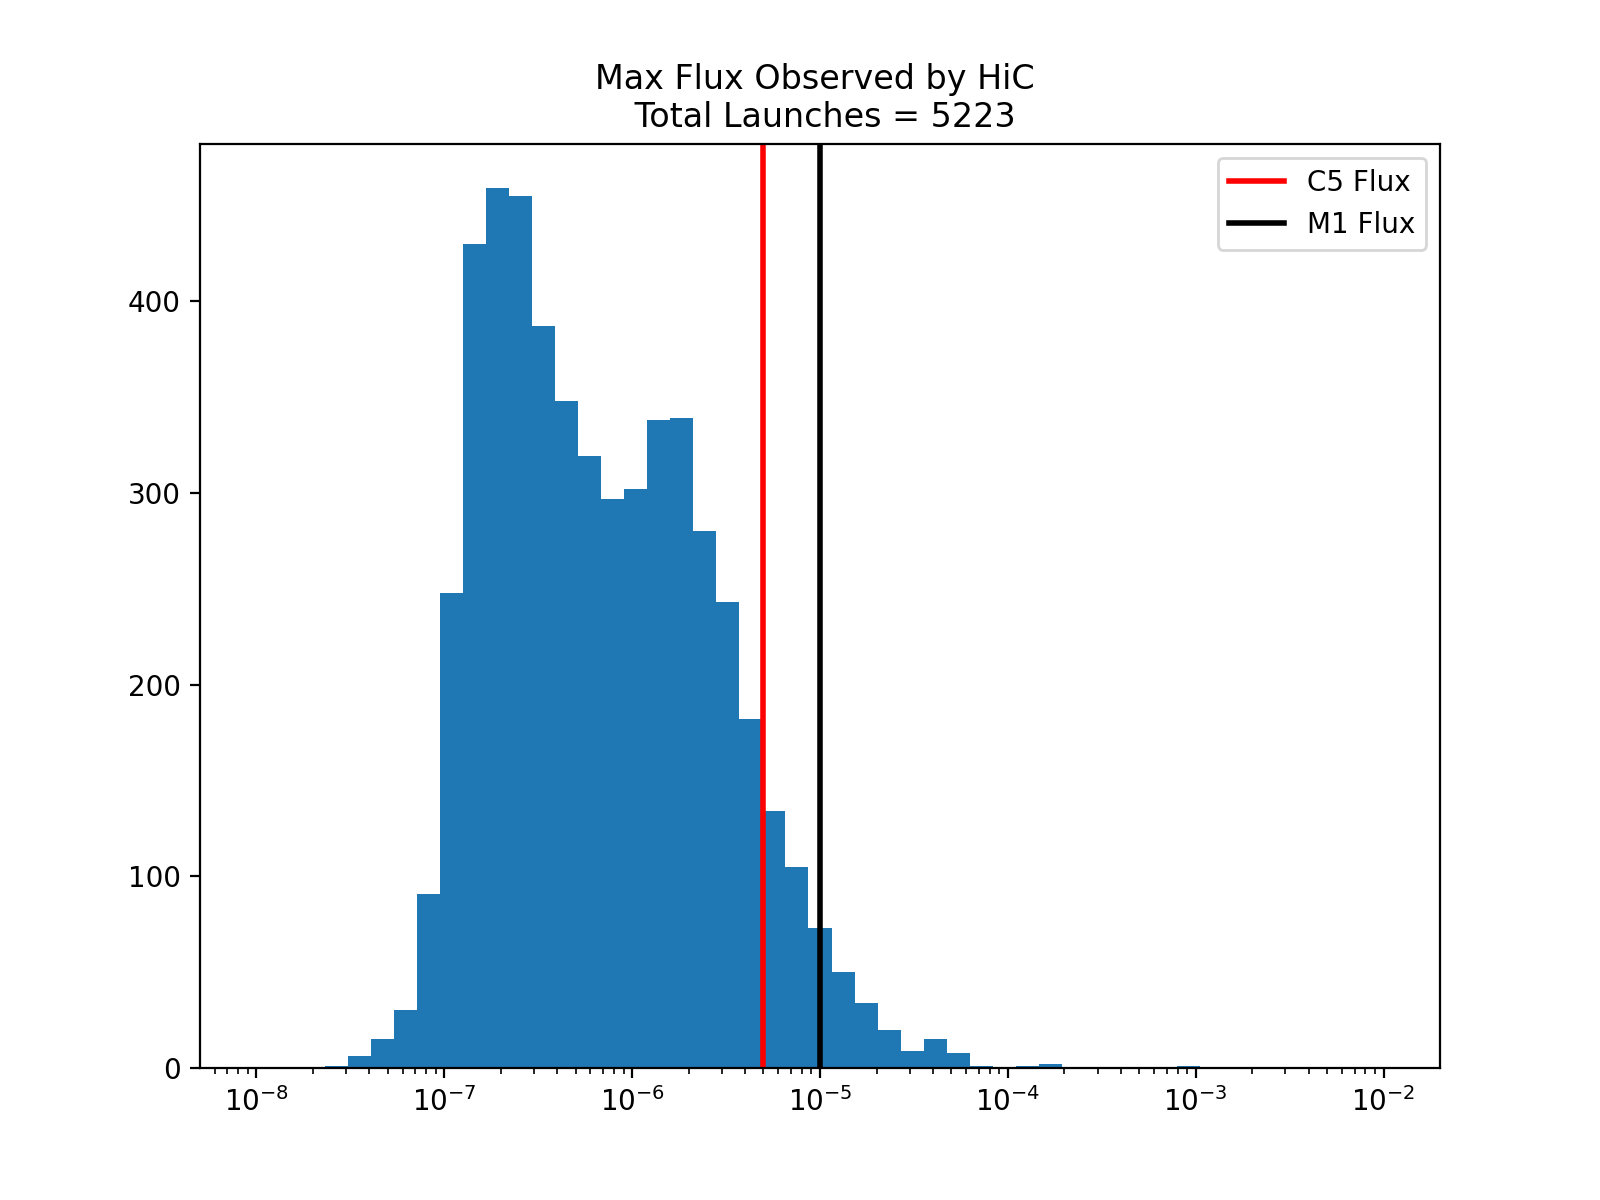 Max Flux Observed by HiC
Total Launches = 5223
C5 Flux
M1 Flux
400
300
200
100
0
10⁻⁸ 10⁻⁷ 10⁻⁶ 10⁻⁵ 10⁻⁴ 10⁻³ 10⁻²